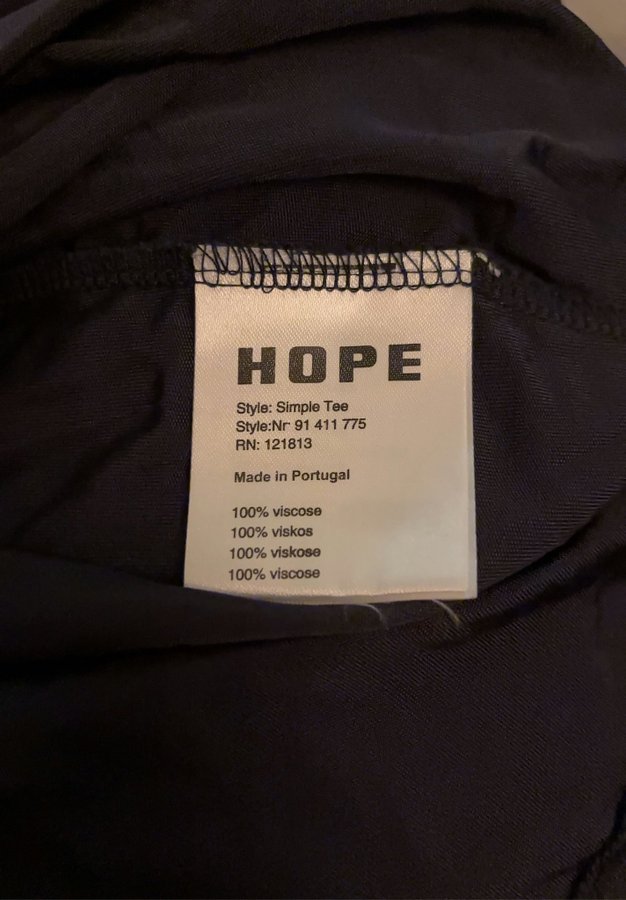 HOPE
Style: Simple Tee
Style:Nr 91 411 775
RN: 121813
Made in Portugal
100% viscose
100% viskos
100% viskose
100% viscose